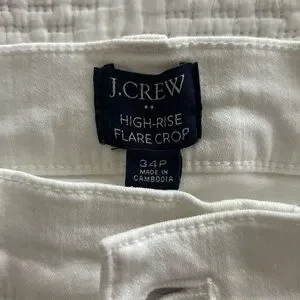 J.CREW
HIGH-RISE
FLARE CROP
34P
MADE IN
CAMBODIA